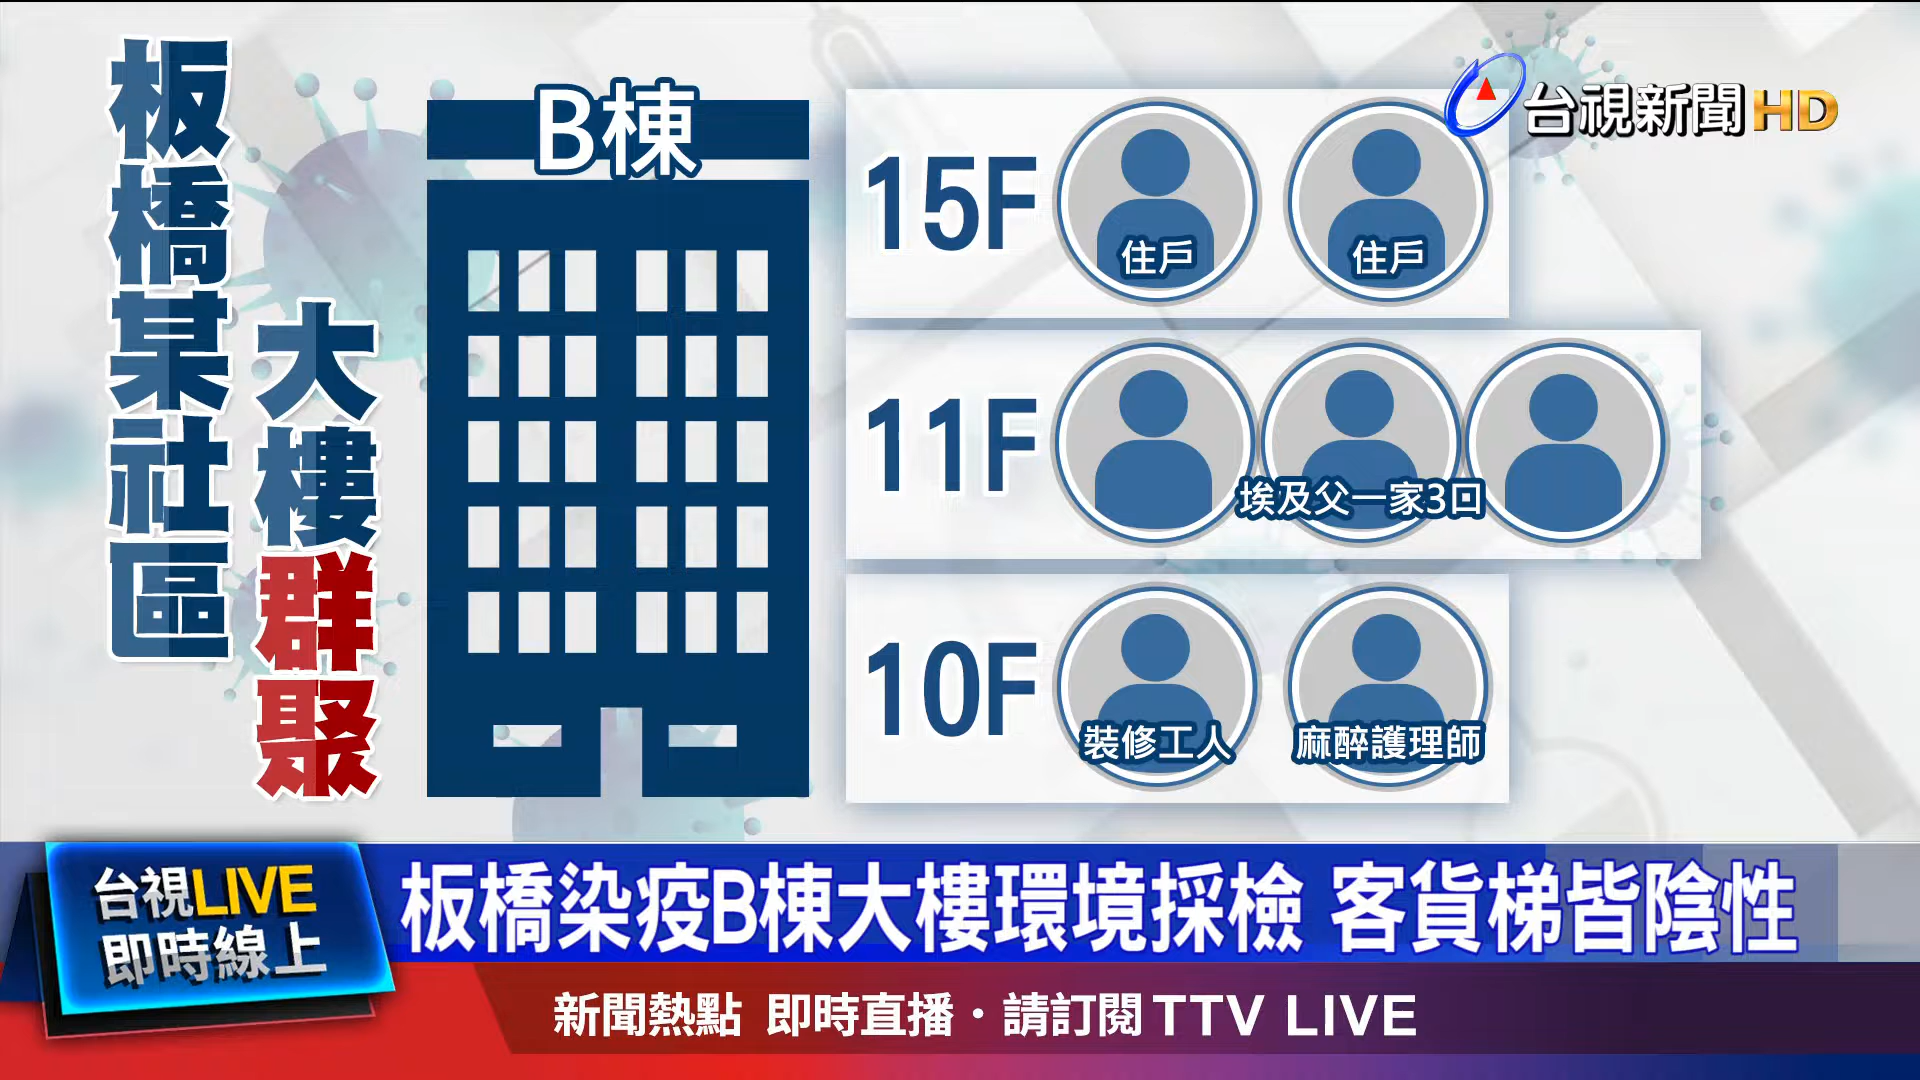 板橋某社區
大樓群聚
B棟
台視新聞HD
15F
住戶
住戶
11F
埃及父一家3口
10F
裝修工人
麻醉護理師
台視LIVE
即時線上
板橋染疫B棟大樓環境採檢 客貨梯皆陰性
新聞熱點 即時直播・請訂閱TTV LIVE